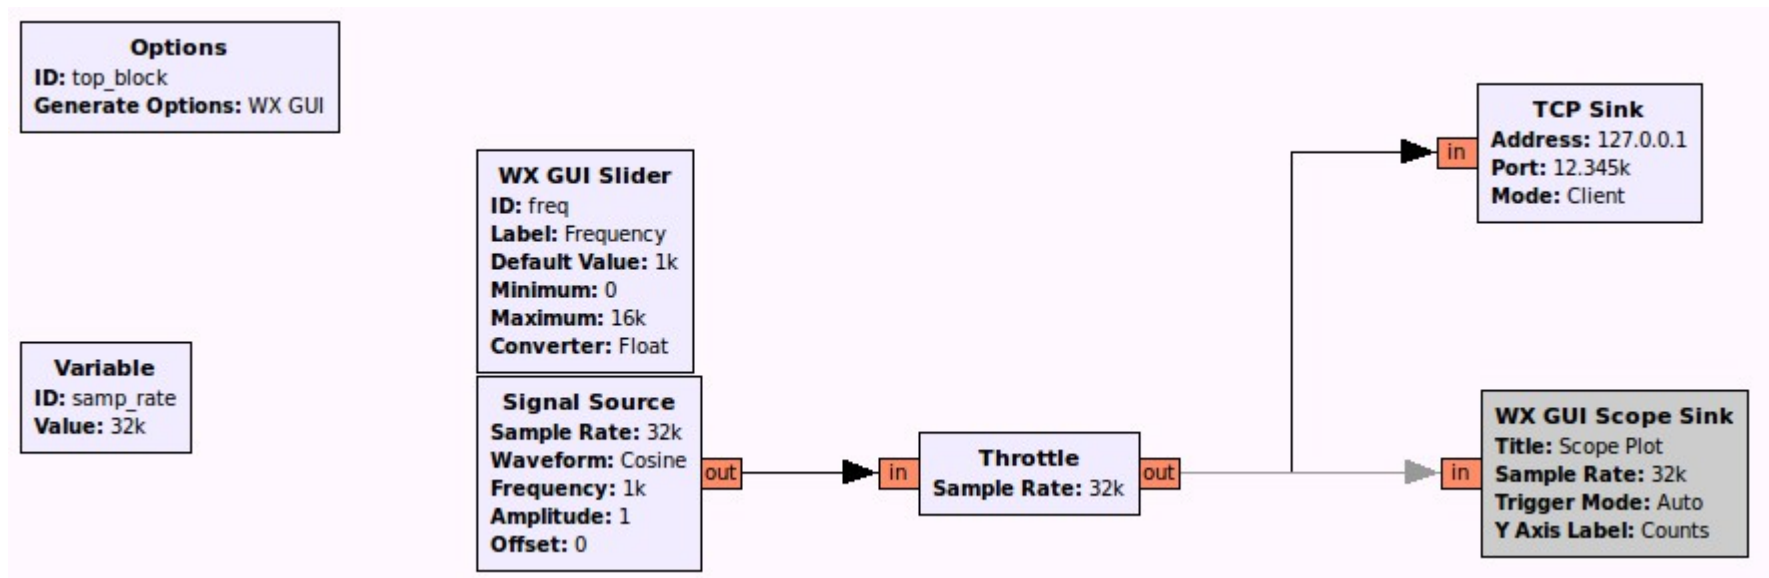 Options
ID: top_block
Generate Options: WX GUI
Variable
ID: samp_rate
Value: 32k
WX GUI Slider
ID: freq
Label: Frequency
Default Value: 1k
Minimum: 0
Maximum: 16k
Converter: Float
Signal Source
Sample Rate: 32k
Waveform: Cosine
Frequency: 1k
Amplitude: 1
Offset: 0
out
in
Throttle
Sample Rate: 32k
out
in
TCP Sink
Address: 127.0.0.1
Port: 12.345k
Mode: Client
in
WX GUI Scope Sink
Title: Scope Plot
Sample Rate: 32k
Trigger Mode: Auto
Y Axis Label: Counts